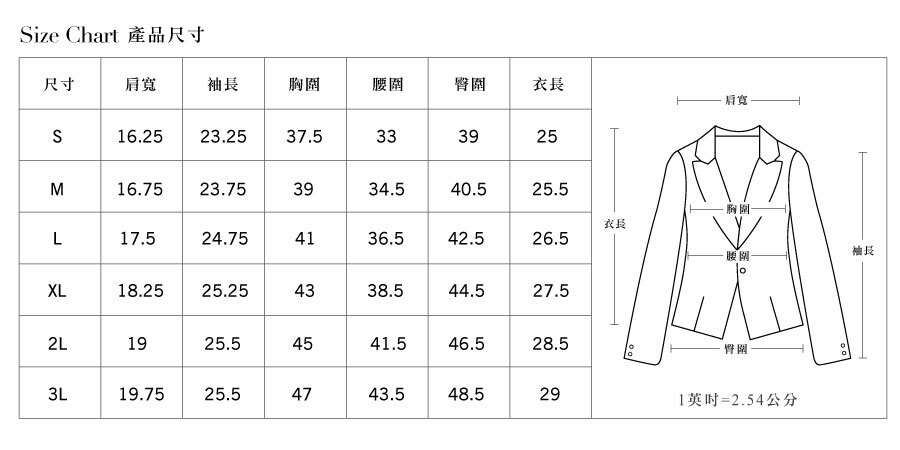 Size Chart 產品尺寸
尺寸 肩寬 袖長 胸圍 腰圍 臀圍 衣長
S 16.25 23.25 37.5 33 39 25
M 16.75 23.75 39 34.5 40.5 25.5
L 17.5 24.75 41 36.5 42.5 26.5
XL 18.25 25.25 43 38.5 44.5 27.5
2L 19 25.5 45 41.5 46.5 28.5
3L 19.75 25.5 47 43.5 48.5 29
肩寬
胸圍
衣長
袖長
腰圍
臀圍
1英吋=2.54公分